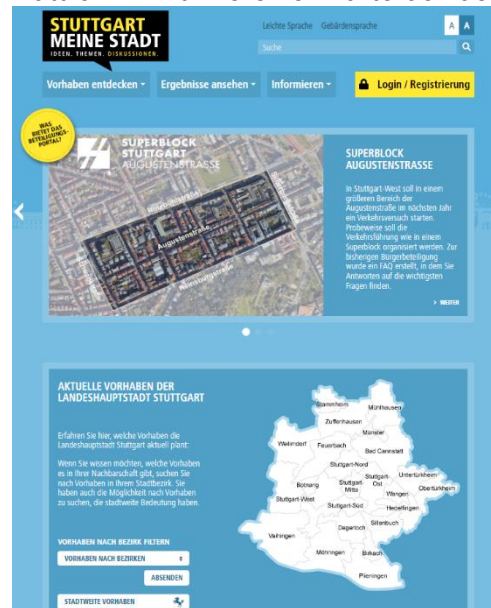 STUTTGART
MEINE STADT
IDEEN. THEMEN. DISKUSSIONEN.
Leichte Sprache Gebärdensprache A A
Suche
Vorhaben entdecken Ergebnisse ansehen Informieren Login / Registrierung
WAS
BIETET DAS
BETEILIGUNGS-
PORTAL?
SUPERBLOCK
STUTTGART
AUGUSTENSTRASSE
Augustenstraße
SUPERBLOCK
AUGUSTENSTRASSE
In Stuttgart-West soll in einem
größeren Bereich der
Augustenstraße im nächsten Jahr
ein Verkehrsversuch starten.
Probeweise soll die
Verkehrsführung wie in einem
Superblock organisiert werden. Zur
bisherigen Bürgerbeteiligung
wurde ein FAQ erstellt, in dem Sie
Antworten auf die wichtigsten
Fragen finden.
> WEITER
AKTUELLE VORHABEN DER
LANDESHAUPTSTADT STUTTGART
Erfahren Sie hier, welche Vorhaben die
Landeshauptstadt Stuttgart aktuell plant:
Wenn Sie wissen möchten, welche Vorhaben
es in Ihrer Nachbarschaft gibt, suchen Sie
nach Vorhaben in Ihrem Stadtbezirk. Sie
haben auch die Möglichkeit nach Vorhaben
zu suchen, die stadtweite Bedeutung haben.
VORHABEN NACH BEZIRK FILTERN
VORHABEN NACH BEZIRKEN
ABSENDEN
STADTWEITE VORHABEN
Stammheim
Mühlhausen
Zuffenhausen
Münster
Weilimdorf
Feuerbach
Bad Cannstatt
Stuttgart-Nord
Botnang
Stuttgart-Mitte
Stuttgart-Ost
Untertürkheim
Obertürkheim
Wangen
Stuttgart-West
Stuttgart-Süd
Hedelfingen
Sillenbuch
Degerloch
Vaihingen
Möhringen
Birkach
Plieningen